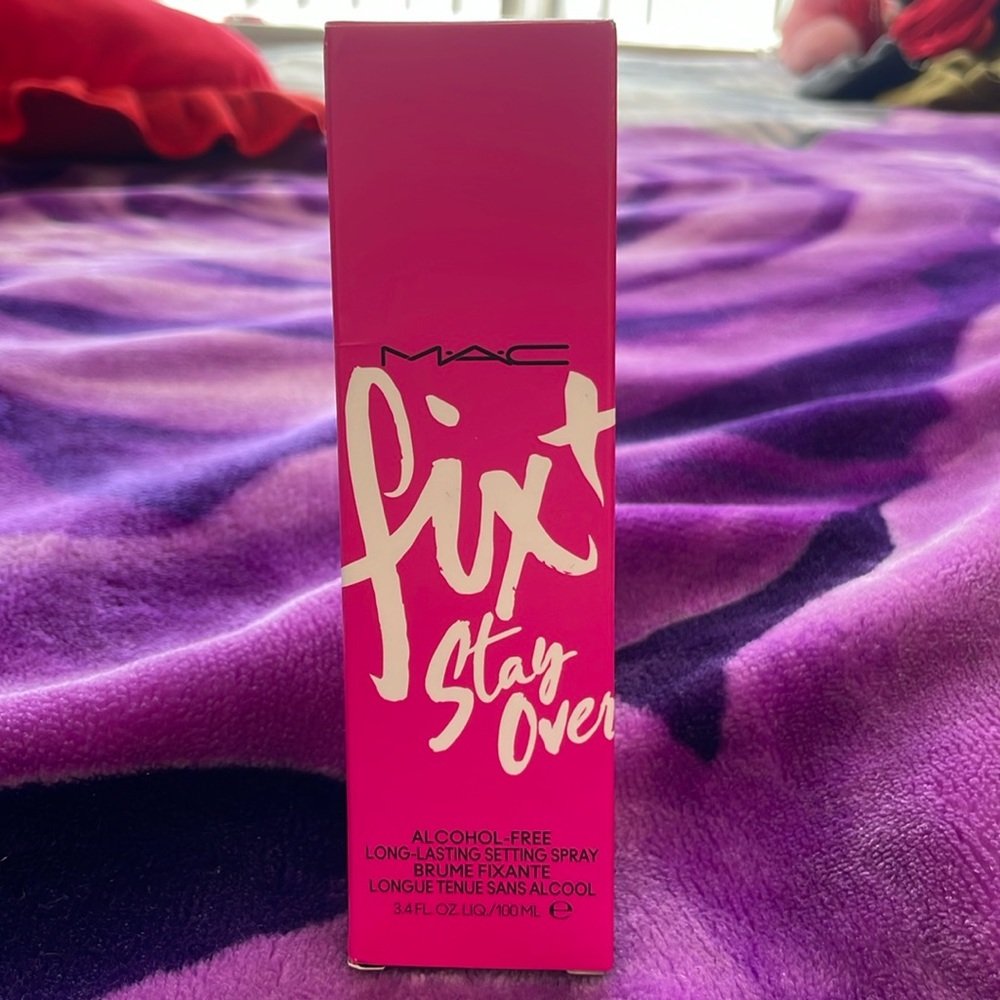 M·A·C
fix+
Stay
Over
ALCOHOL-FREE
LONG-LASTING SETTING SPRAY
BRUME FIXANTE
LONGUE TENUE SANS ALCOOL
3.4 FL. OZ. LIQ./100 ML ℮